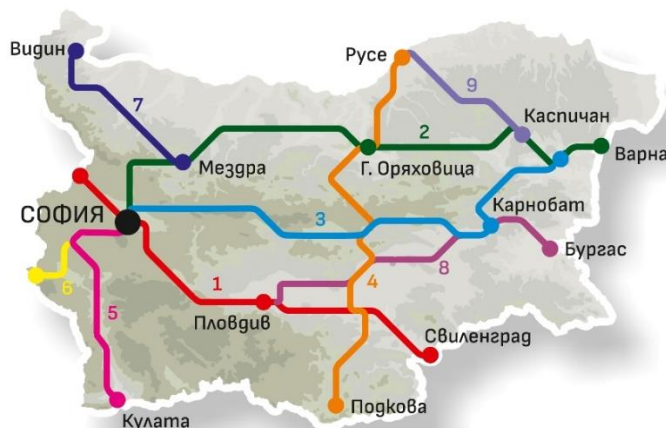 Видин
Русе
7
9
Каспичан
2
Мездра
Г. Оряховица
Варна
СОФИЯ
3
Карнобат
Бургас
8
6
5
1
4
Пловдив
Свиленград
Кулата
Подкова